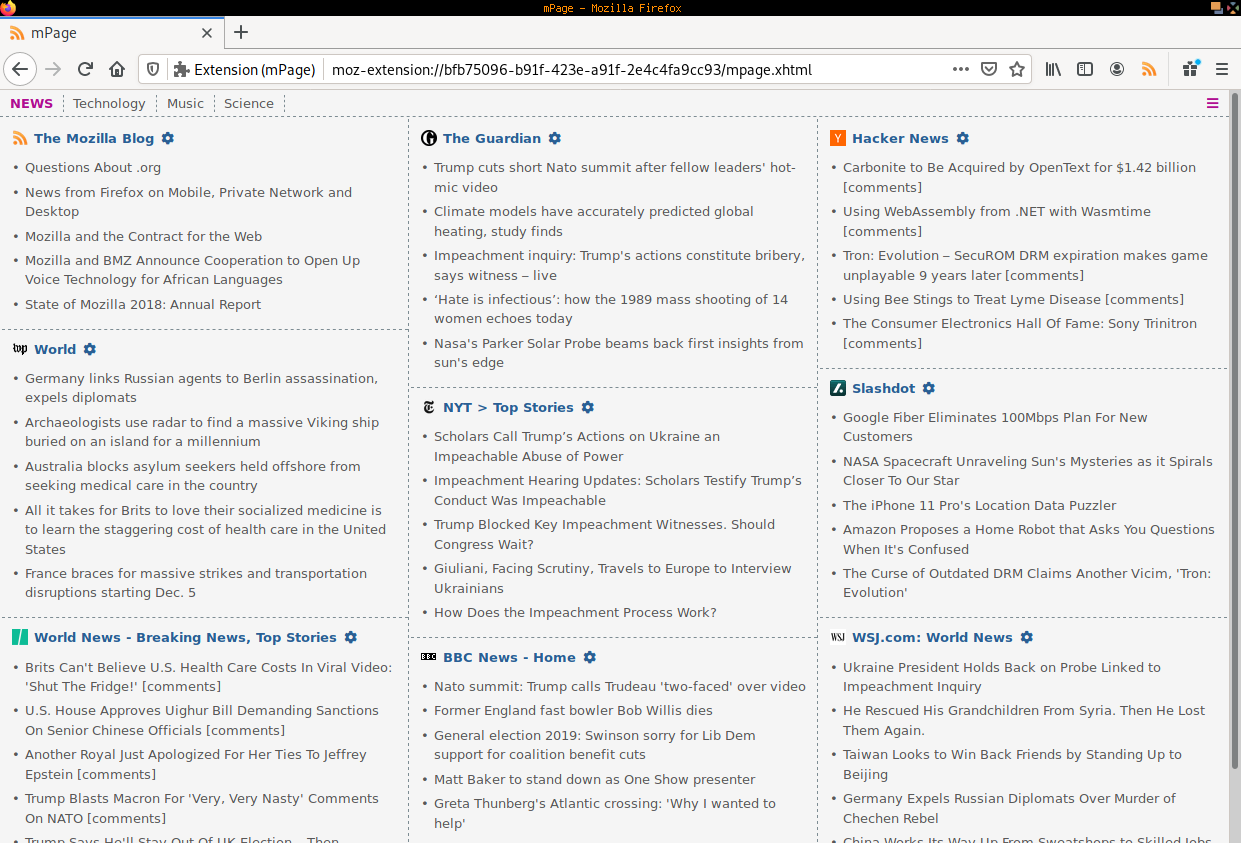 mPage - Mozilla Firefox
mPage
Extension (mPage)
moz-extension://bfb75096-b91f-423e-a91f-2e4c4fa9cc93/mpage.xhtml
NEWS
Technology
Music
Science
The Mozilla Blog
• Questions About .org
• News from Firefox on Mobile, Private Network and
Desktop
• Mozilla and the Contract for the Web
• Mozilla and BMZ Announce Cooperation to Open Up
Voice Technology for African Languages
• State of Mozilla 2018: Annual Report
wp World
• Germany links Russian agents to Berlin assassination,
expels diplomats
• Archaeologists use radar to find a massive Viking ship
buried on an island for a millennium
• Australia blocks asylum seekers held offshore from
seeking medical care in the country
• All it takes for Brits to love their socialized medicine is
to learn the staggering cost of health care in the United
States
• France braces for massive strikes and transportation
disruptions starting Dec. 5
World News - Breaking News, Top Stories
• Brits Can't Believe U.S. Health Care Costs In Viral Video:
'Shut The Fridge!' [comments]
• U.S. House Approves Uighur Bill Demanding Sanctions
On Senior Chinese Officials [comments]
• Another Royal Just Apologized For Her Ties To Jeffrey
Epstein [comments]
• Trump Blasts Macron For 'Very, Very Nasty' Comments
On NATO [comments]
• Trump Says He'll Stay Out Of UK Election - Then
The Guardian
• Trump cuts short Nato summit after fellow leaders' hot-
mic video
• Climate models have accurately predicted global
heating, study finds
• Impeachment inquiry: Trump's actions constitute bribery,
says witness – live
• ‘Hate is infectious’: how the 1989 mass shooting of 14
women echoes today
• Nasa's Parker Solar Probe beams back first insights from
sun's edge
NYT > Top Stories
• Scholars Call Trump’s Actions on Ukraine an
Impeachable Abuse of Power
• Impeachment Hearing Updates: Scholars Testify Trump’s
Conduct Was Impeachable
• Trump Blocked Key Impeachment Witnesses. Should
Congress Wait?
• Giuliani, Facing Scrutiny, Travels to Europe to Interview
Ukrainians
• How Does the Impeachment Process Work?
BBC BBC News - Home
• Nato summit: Trump calls Trudeau 'two-faced' over video
• Former England fast bowler Bob Willis dies
• General election 2019: Swinson sorry for Lib Dem
support for coalition benefit cuts
• Matt Baker to stand down as One Show presenter
• Greta Thunberg's Atlantic crossing: 'Why I wanted to
help'
Y Hacker News
• Carbonite to Be Acquired by OpenText for $1.42 billion
[comments]
• Using WebAssembly from .NET with Wasmtime
[comments]
• Tron: Evolution – SecuROM DRM expiration makes game
unplayable 9 years later [comments]
• Using Bee Stings to Treat Lyme Disease [comments]
• The Consumer Electronics Hall Of Fame: Sony Trinitron
[comments]
Slashdot
• Google Fiber Eliminates 100Mbps Plan For New
Customers
• NASA Spacecraft Unraveling Sun's Mysteries as it Spirals
Closer To Our Star
• The iPhone 11 Pro's Location Data Puzzler
• Amazon Proposes a Home Robot that Asks You Questions
When It's Confused
• The Curse of Outdated DRM Claims Another Victim, 'Tron:
Evolution'
WSJ WSJ.com: World News
• Ukraine President Holds Back on Probe Linked to
Impeachment Inquiry
• He Rescued His Grandchildren From Syria. Then He Lost
Them Again.
• Taiwan Looks to Win Back Friends by Standing Up to
Beijing
• Germany Expels Russian Diplomats Over Murder of
Chechen Rebel
• China Works Its Way Up From Sweatshops to Skilled Jobs